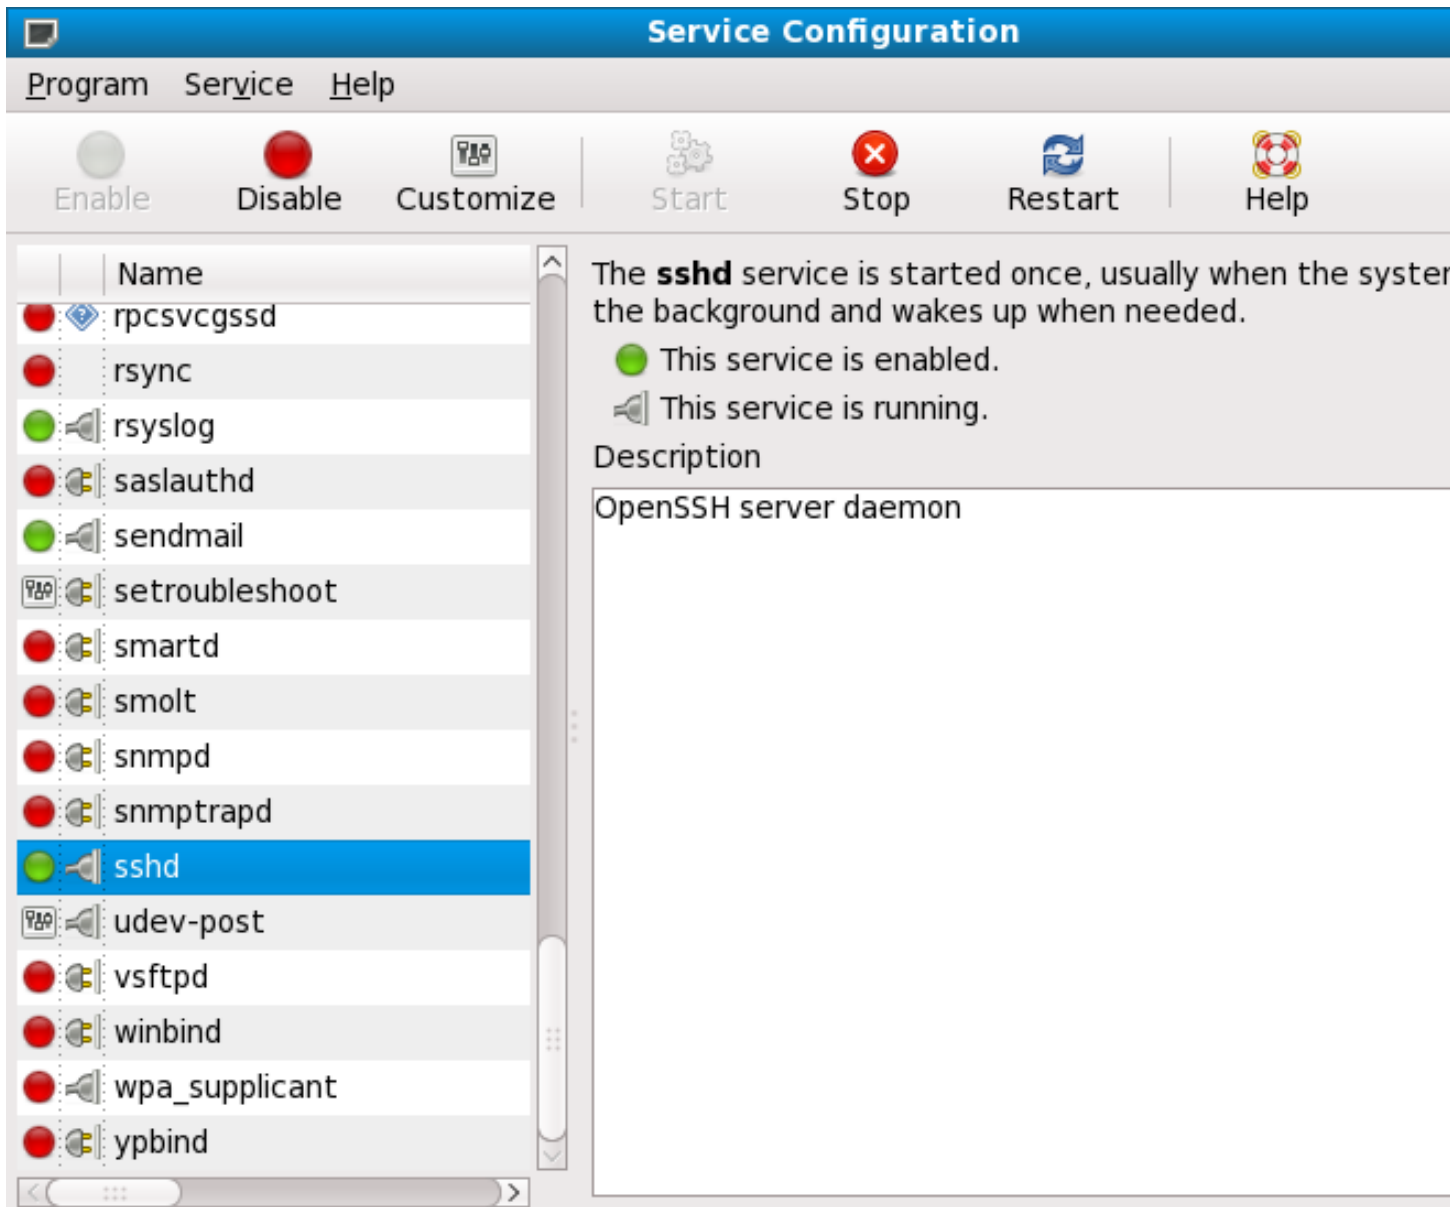 Service Configuration
Program Service Help
Enable Disable Customize Start Stop Restart Help
Name
rpcsvcgssd
rsync
rsyslog
saslauthd
sendmail
setroubleshoot
smartd
smolt
snmpd
snmptrapd
sshd
udev-post
vsftpd
winbind
wpa_supplicant
ypbind
The sshd service is started once, usually when the
the background and wakes up when needed.
This service is enabled.
This service is running.
Description
OpenSSH server daemon